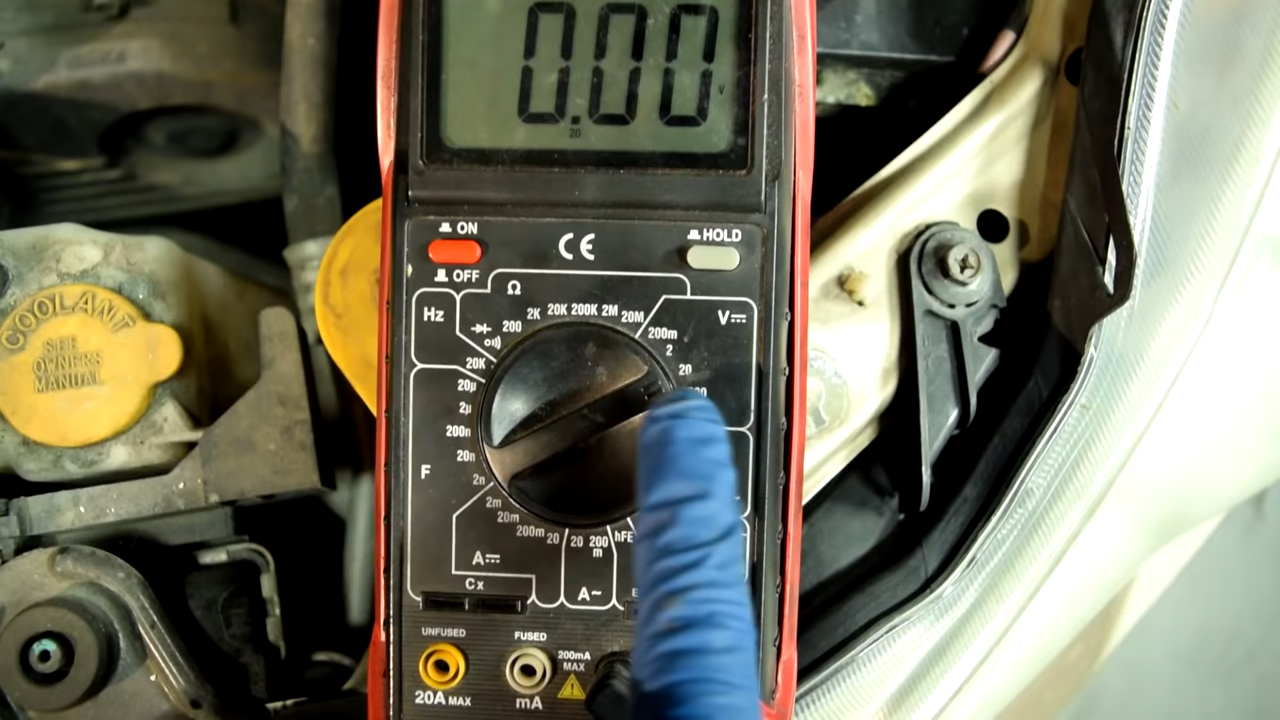 0.00
20
V
ON
CE
HOLD
OFF
Ω
Hz
200
2K
20K
200K
2M
20M
V
200m
2
20
20K
20µ
2µ
200n
20n
2n
F
2m
20m
200m
20
20
200
m
hFE
A
A~
Cx
UNFUSED
FUSED
200mA
MAX
20A MAX
mA
COOLANT
SEE
OWNERS
MANUAL